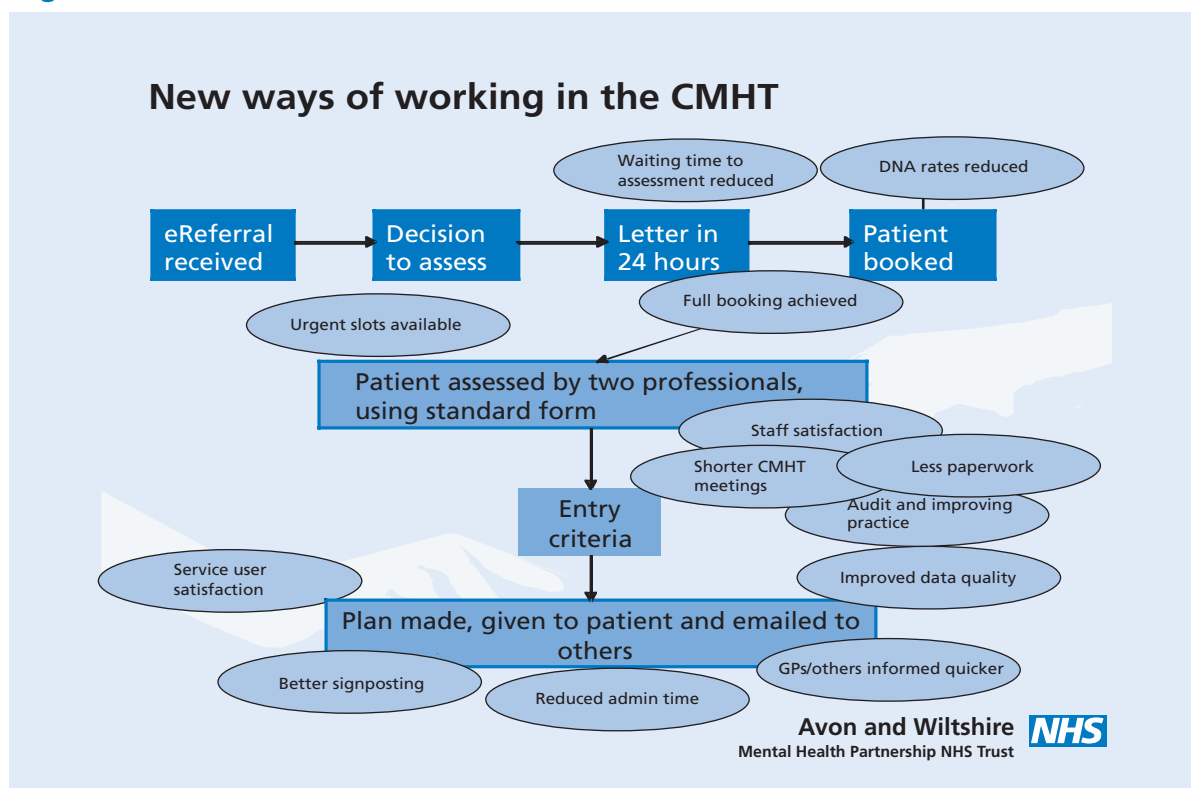 New ways of working in the CMHT
Waiting time to
assessment reduced
DNA rates reduced
eReferral
received
Decision
to assess
Letter in
24 hours
Patient
booked
Full booking achieved
Urgent slots available
Patient assessed by two professionals,
using standard form
Staff satisfaction
Shorter CMHT
meetings
Less paperwork
Audit and improving
practice
Entry
criteria
Service user
satisfaction
Improved data quality
Plan made, given to patient and emailed to
others
GPs/others informed quicker
Better signposting
Reduced admin time
Avon and Wiltshire NHS
Mental Health Partnership NHS Trust